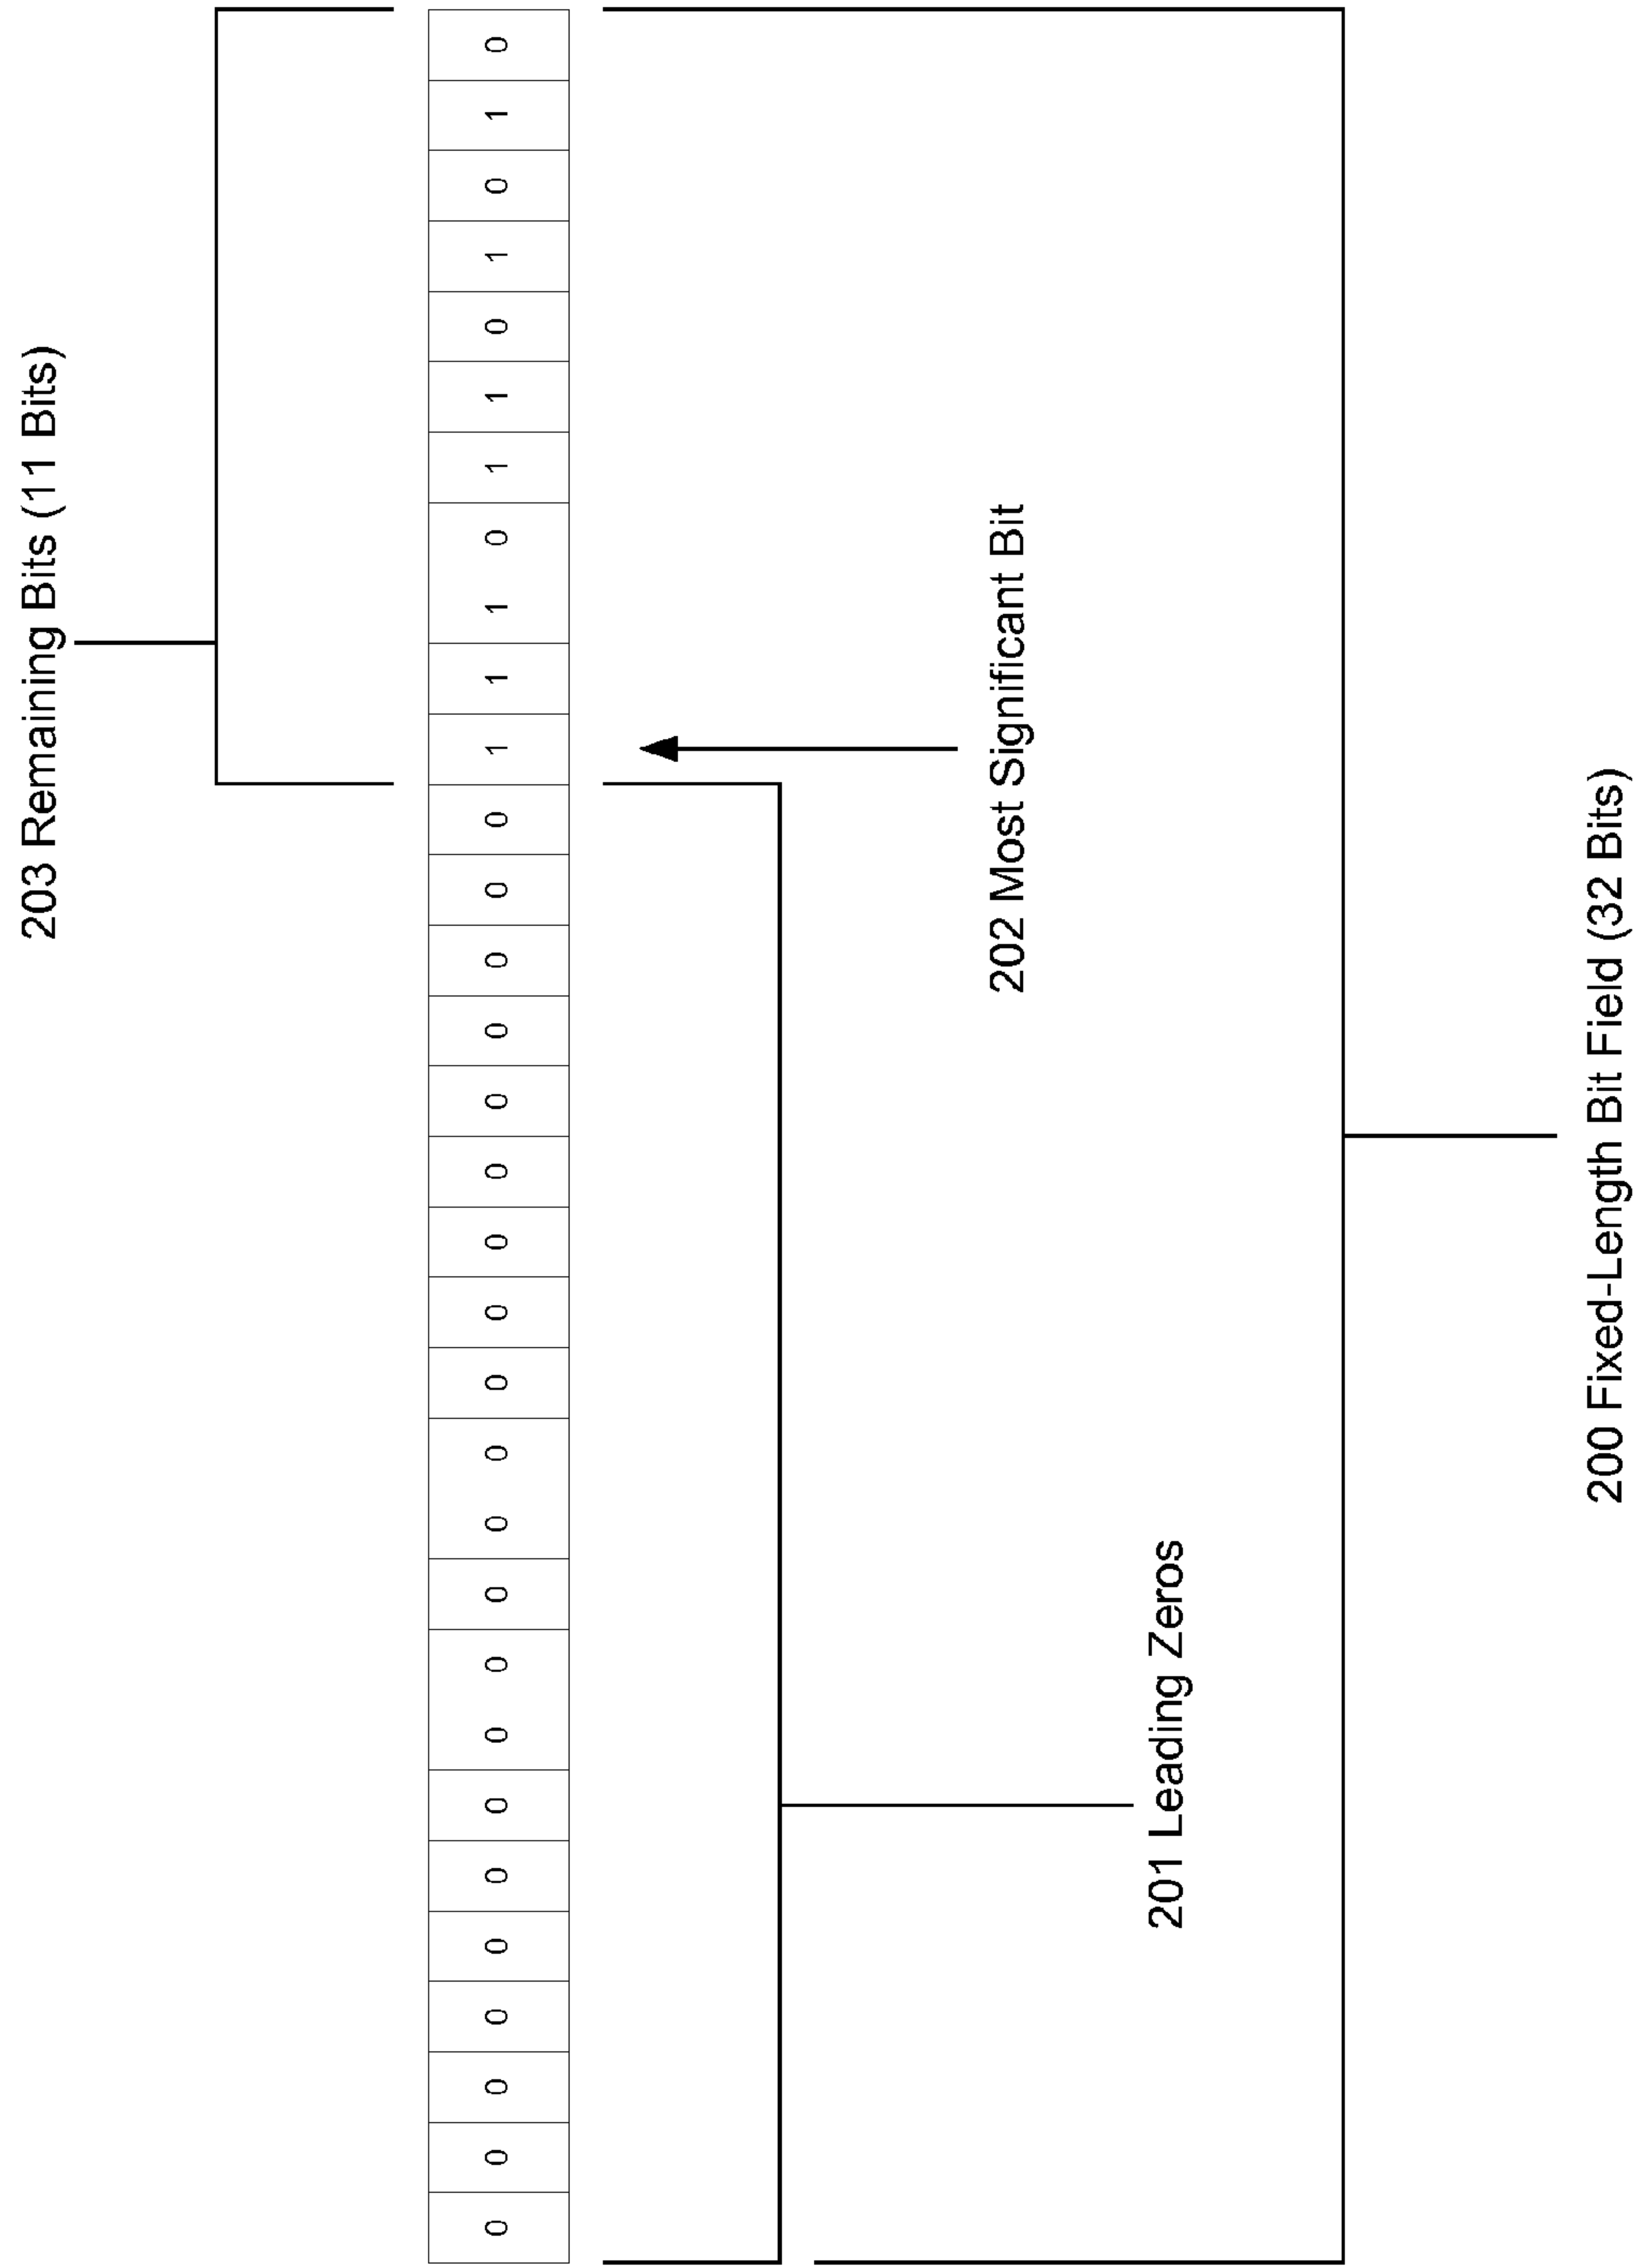 203 Remaining Bits (11 Bits)
0 0 0 0 0 0 0 0 0 0 0 0 0 0 0 0 0 0 0 0 0 1 1 1 0 1 1 0 1 0 1 0
202 Most Significant Bit
201 Leading Zeros
200 Fixed-Length Bit Field (32 Bits)